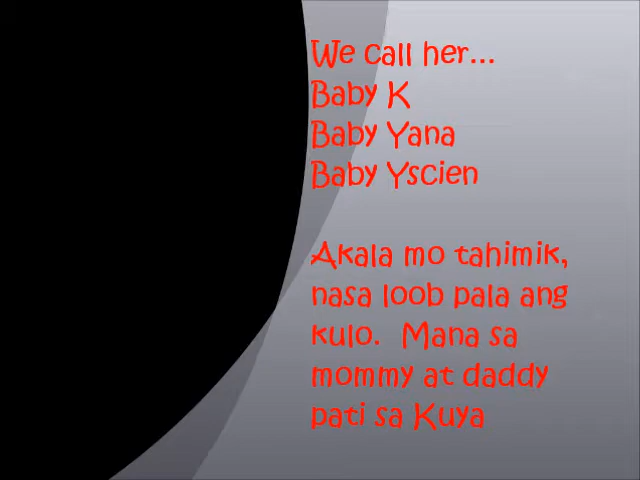 We call her...
Baby K
Baby Yana
Baby Yscien
Akala mo tahimik,
nasa loob pala ang
kulo. Mana sa
mommy at daddy
pati sa Kuya